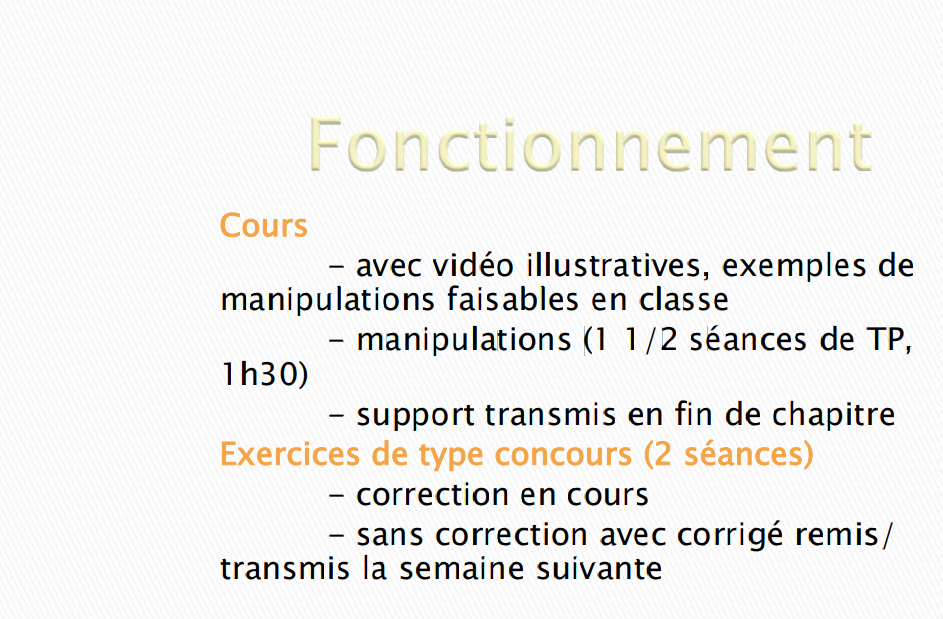 Fonctionnement
Cours
– avec vidéo illustratives, exemples de
manipulations faisables en classe
– manipulations (1 1/2 séances de TP,
1h30)
– support transmis en fin de chapitre
Exercices de type concours (2 séances)
– correction en cours
– sans correction avec corrigé remis/
transmis la semaine suivante